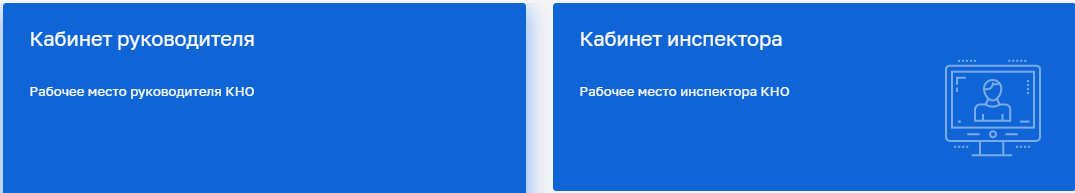 Кабинет руководителя
Рабочее место руководителя КНО
Кабинет инспектора
Рабочее место инспектора КНО